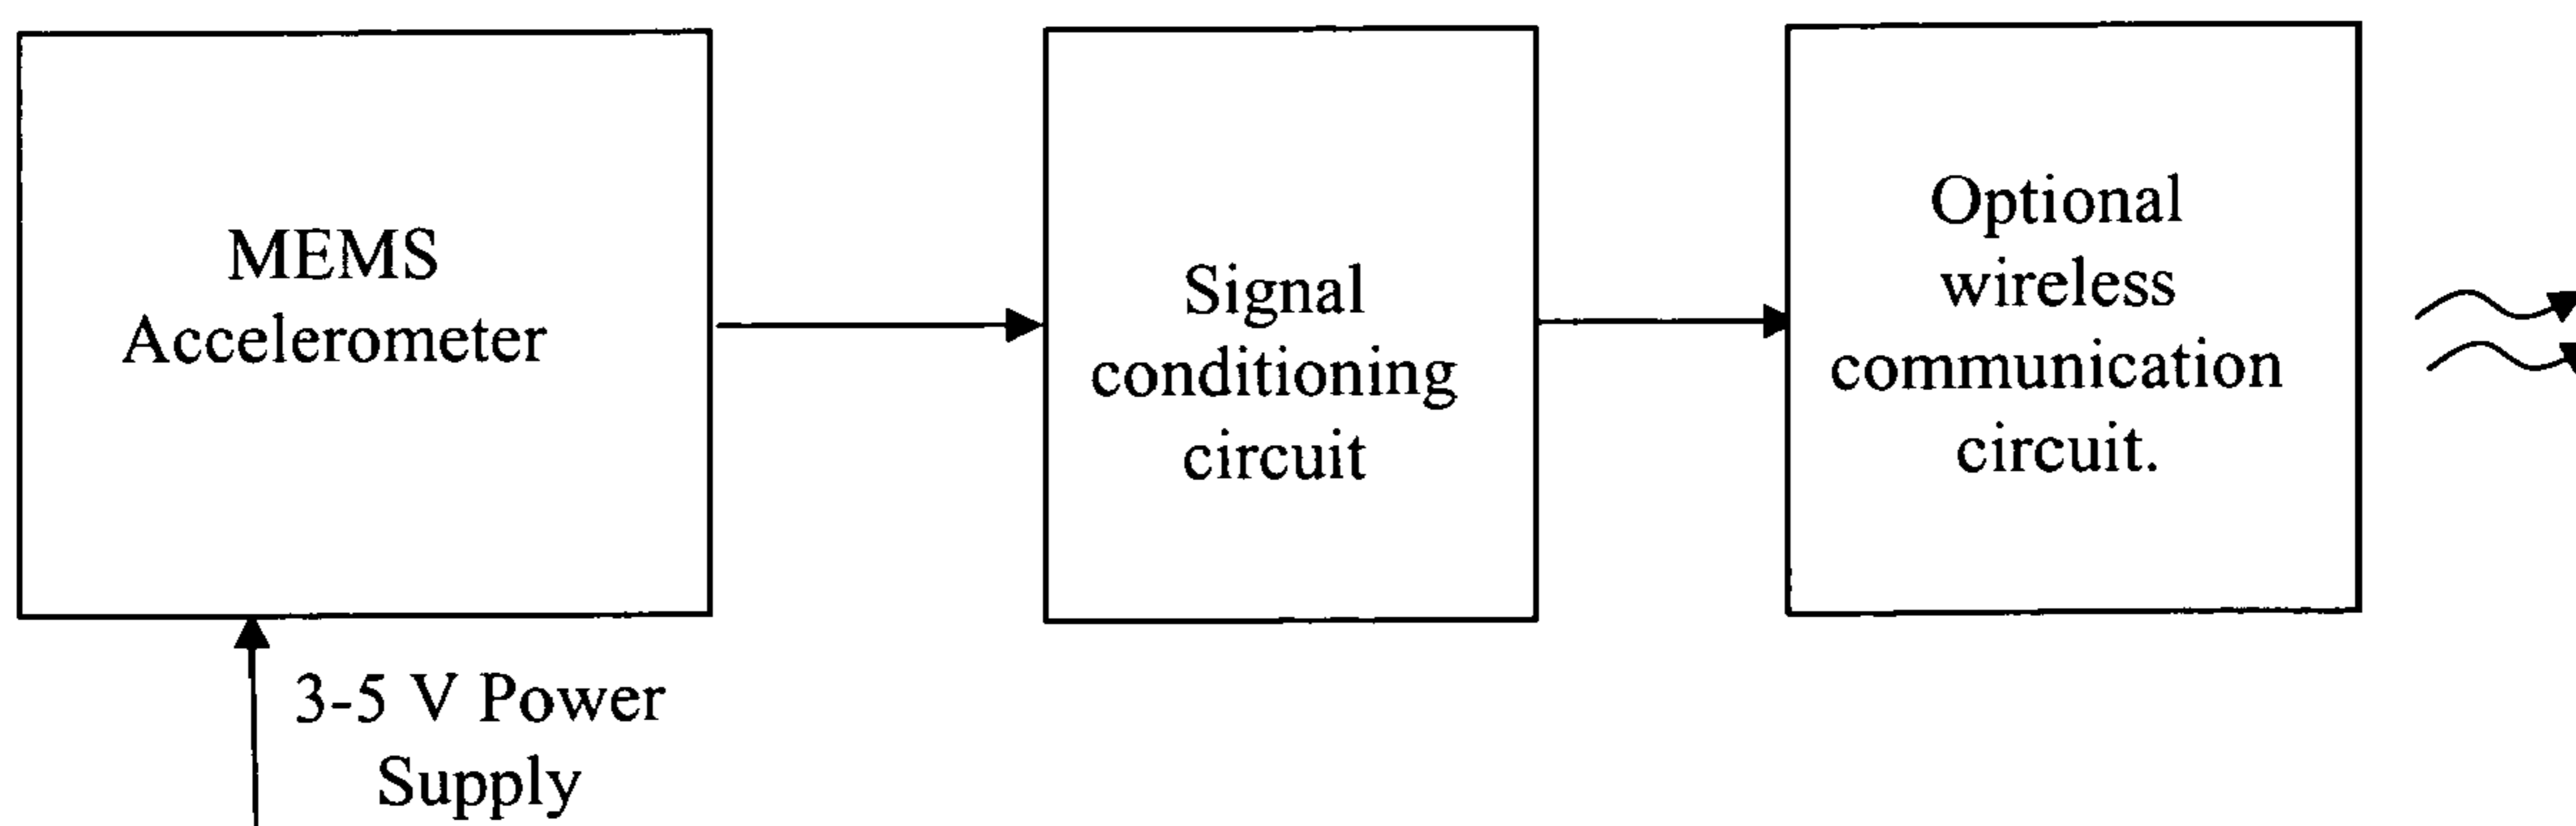 MEMS
Accelerometer
Signal
conditioning
circuit
Optional
wireless
communication
circuit.
3-5 V Power
Supply